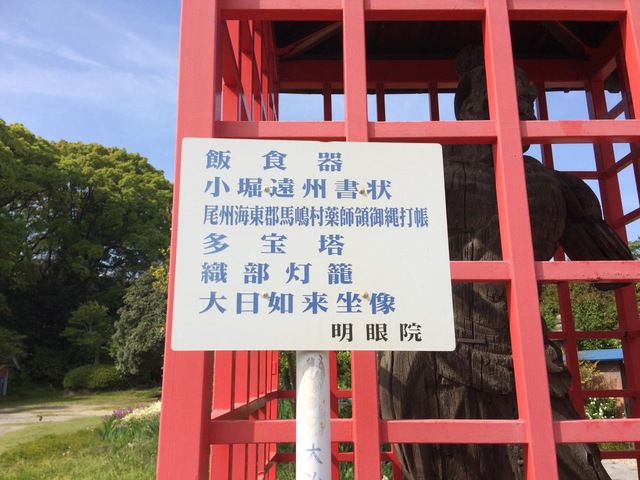 飯食器
小堀遠州書状
尾州海東郡馬嶋村薬師領御縄打帳
多宝塔
織部灯籠
大日如来坐像
明眼院
大治